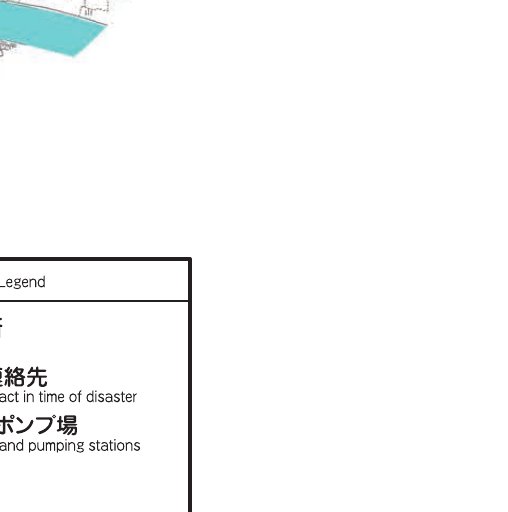 Legend
絡先
act in time of disaster
ポンプ場
and pumping stations